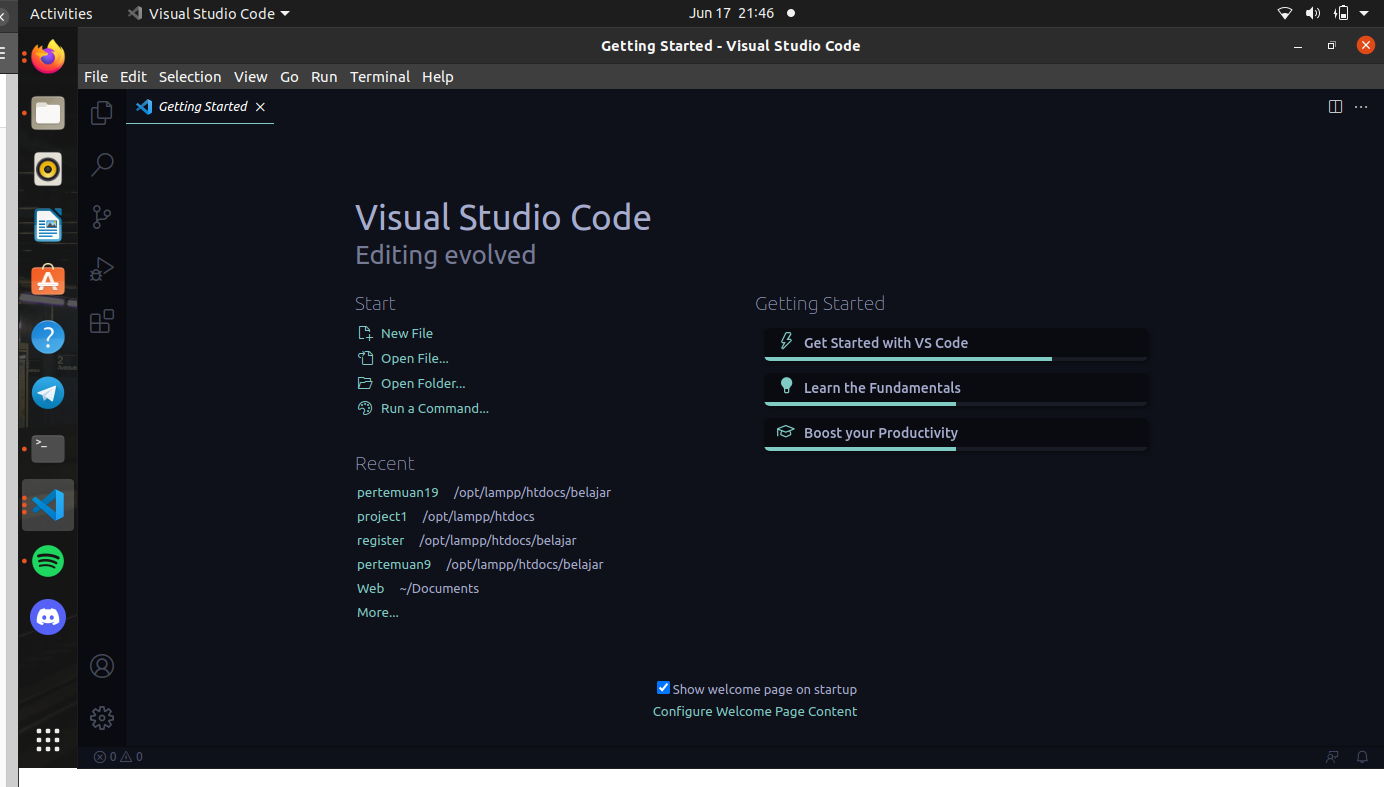 Activities
Visual Studio Code
Jun 17 21:46
Getting Started - Visual Studio Code
File Edit Selection View Go Run Terminal Help
Getting Started
Visual Studio Code
Editing evolved
Start
New File
Open File...
Open Folder...
Run a Command...
Recent
pertemuan19 /opt/lampp/htdocs/belajar
project1 /opt/lampp/htdocs
register /opt/lampp/htdocs/belajar
pertemuan9 /opt/lampp/htdocs/belajar
Web ~/Documents
More...
Getting Started
Get Started with VS Code
Learn the Fundamentals
Boost your Productivity
Show welcome page on startup
Configure Welcome Page Content
0 0